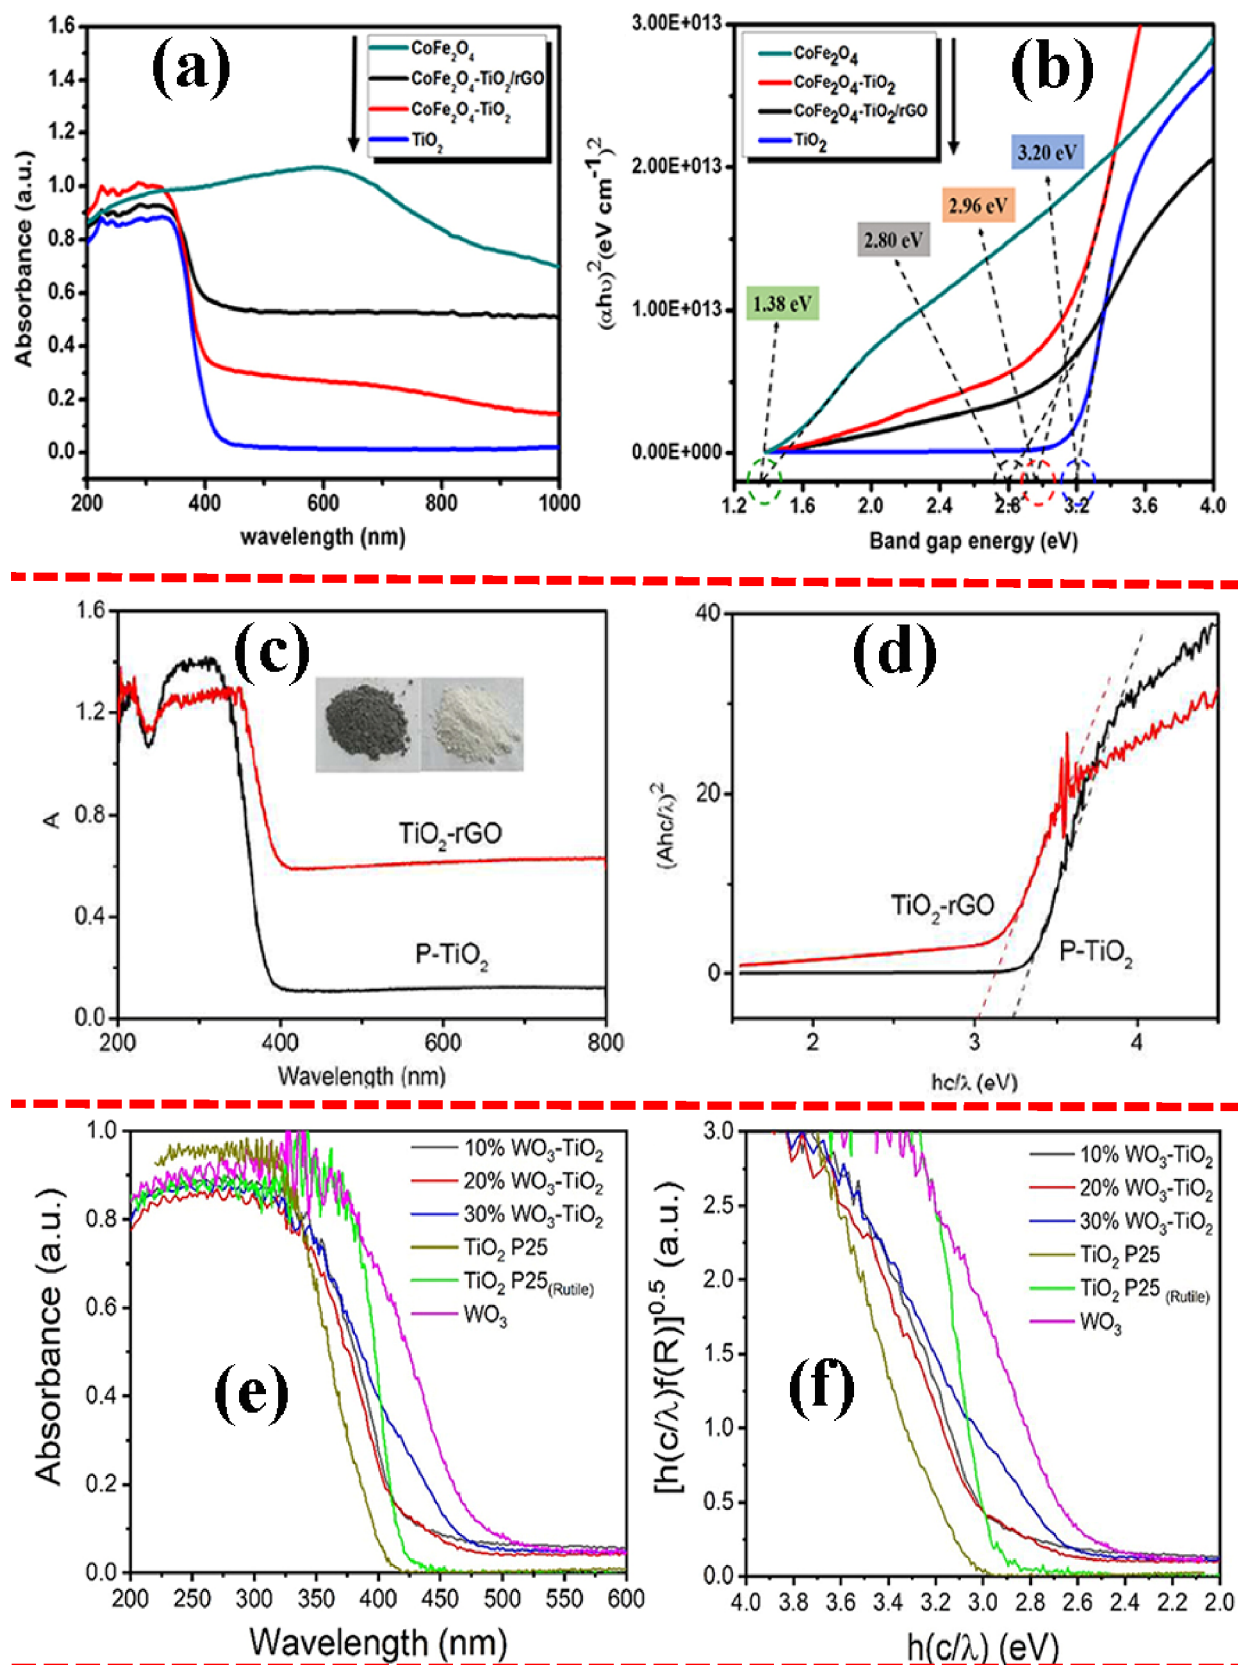 (a)
CoFe2O4
CoFe2O4-TiO2/rGO
CoFe2O4-TiO2
TiO2
Absorbance (a.u.)
1.6
1.4
1.2
1.0
0.8
0.6
0.4
0.2
0.0
200
400
600
800
1000
wavelength (nm)
(b)
CoFe2O4
CoFe2O4-TiO2
CoFe2O4-TiO2/rGO
TiO2
(αhυ)²(eV cm⁻¹)²
3.00E+013
2.00E+013
1.00E+013
0.00E+000
3.20 eV
2.96 eV
2.80 eV
1.38 eV
1.2
1.6
2.0
2.4
2.8
3.2
3.6
4.0
Band gap energy (eV)
(c)
A
1.6
1.2
0.8
0.4
0.0
TiO2-rGO
P-TiO2
200
400
600
800
Wavelength (nm)
(d)
(Ahc/λ)²
40
20
0
TiO2-rGO
P-TiO2
2
3
4
hc/λ (eV)
(e)
10% WO3-TiO2
20% WO3-TiO2
30% WO3-TiO2
TiO2 P25
TiO2 P25(Rutile)
WO3
Absorbance (a.u.)
1.0
0.8
0.6
0.4
0.2
0.0
200 250 300 350 400 450 500 550 600
Wavelength (nm)
(f)
10% WO3-TiO2
20% WO3-TiO2
30% WO3-TiO2
TiO2 P25
TiO2 P25 (Rutile)
WO3
[h(c/λ)f(R)]^0.5 (a.u.)
3.0
2.5
2.0
1.5
1.0
0.5
0.0
4.0 3.8 3.6 3.4 3.2 3.0 2.8 2.6 2.4 2.2 2.0
h(c/λ) (eV)